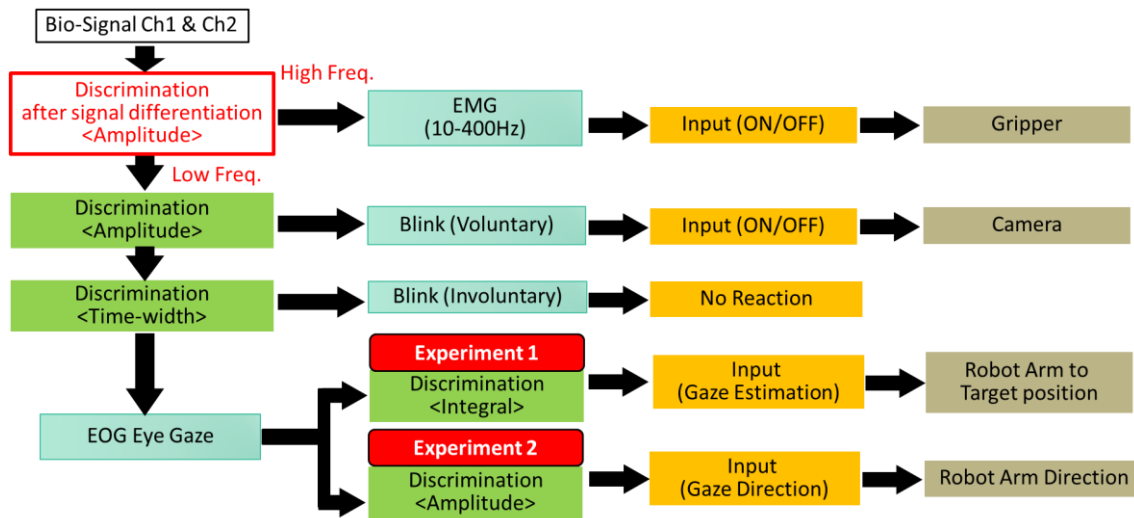 Bio-Signal Ch1 & Ch2
High Freq.
Discrimination
after signal differentiation
<Amplitude>
EMG
(10-400Hz)
Input (ON/OFF)
Gripper
Low Freq.
Discrimination
<Amplitude>
Blink (Voluntary)
Input (ON/OFF)
Camera
Discrimination
<Time-width>
Blink (Involuntary)
No Reaction
EOG Eye Gaze
Experiment 1
Discrimination
<Integral>
Input
(Gaze Estimation)
Robot Arm to
Target position
Experiment 2
Discrimination
<Amplitude>
Input
(Gaze Direction)
Robot Arm Direction